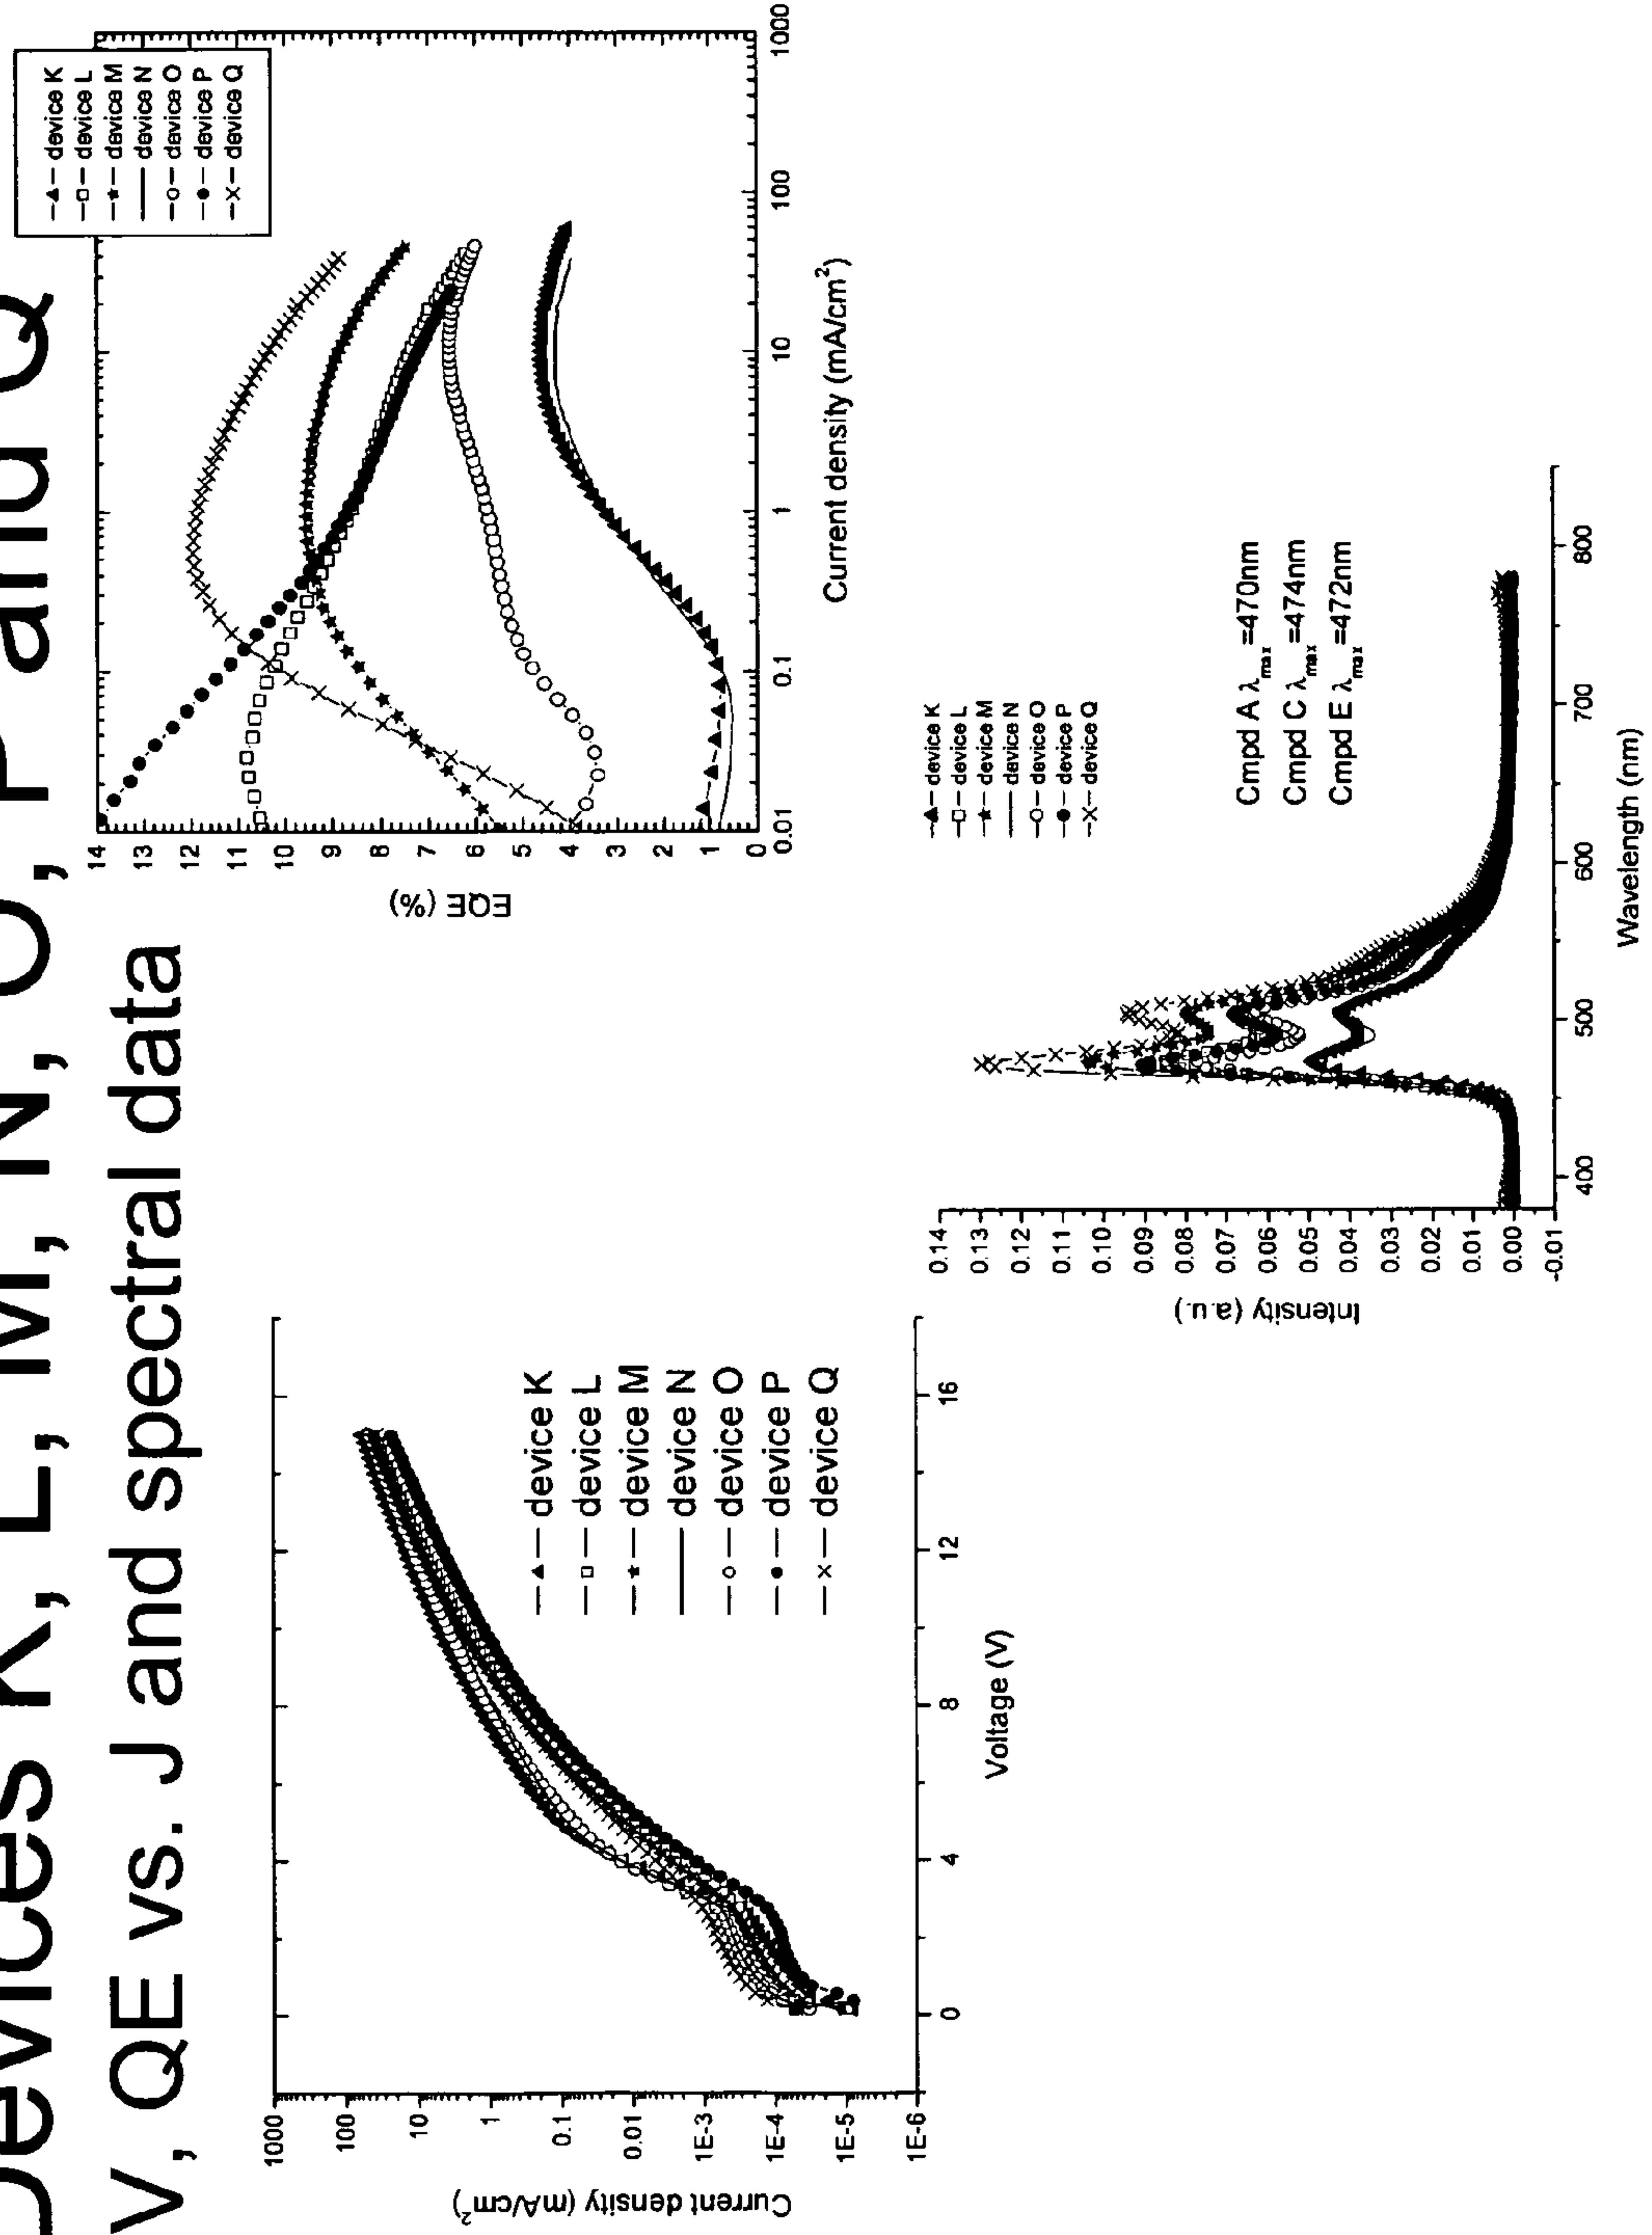 Devices K, L, M, N, O, P and Q
V, QE vs. J and spectral data
1000
100
10
1
0.1
0.01
1E-3
1E-4
1E-5
1E-6
Current density (mA/cm²)
0
4
8
12
16
Voltage (V)
device K
device L
device M
device N
device O
device P
device Q
14
13
12
11
10
9
8
7
6
5
4
3
2
1
0
EQE (%)
0.01
0.1
1
10
100
1000
Current density (mA/cm²)
device K
device L
device M
device N
device O
device P
device Q
0.14
0.13
0.12
0.11
0.10
0.09
0.08
0.07
0.06
0.05
0.04
0.03
0.02
0.01
0.00
-0.01
Intensity (a.u.)
400
500
600
700
800
Wavelength (nm)
device K
device L
device M
device N
device O
device P
device Q
Cmpd A λmax=470nm
Cmpd C λmax=474nm
Cmpd E λmax=472nm